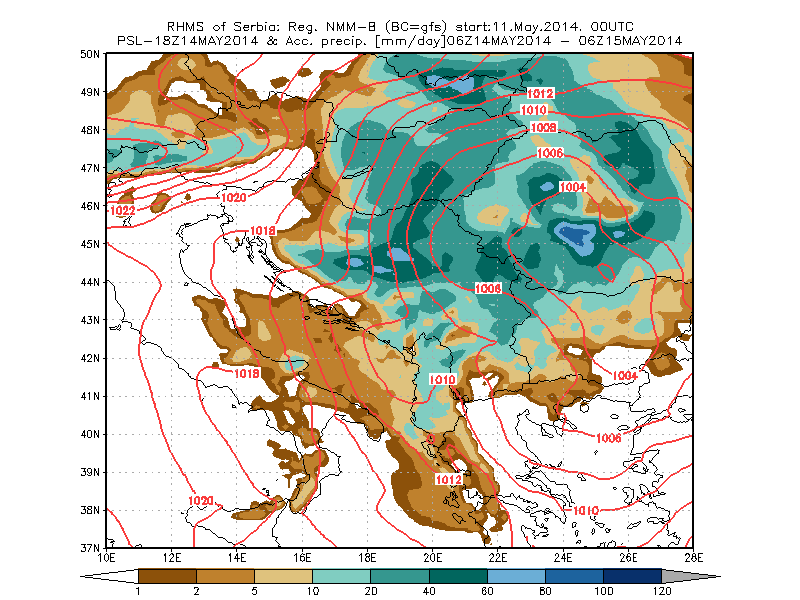 RHMS of Serbia: Reg. NMM-B (BC=gfs) start:11.May.2014. 00UTC
PSL-18Z14MAY2014 & Acc. precip. [mm/day]06Z14MAY2014 - 06Z15MAY2014
50N
49N
1012
1010
48N
1008
1006
47N
1004
46N
1022
1020
1018
45N
44N
1006
43N
42N
1018
1010
1004
41N
40N
1006
39N
1012
1020
38N
1010
37N
10E 12E 14E 16E 18E 20E 22E 24E 26E 28E
1 2 5 10 20 40 60 80 100 120